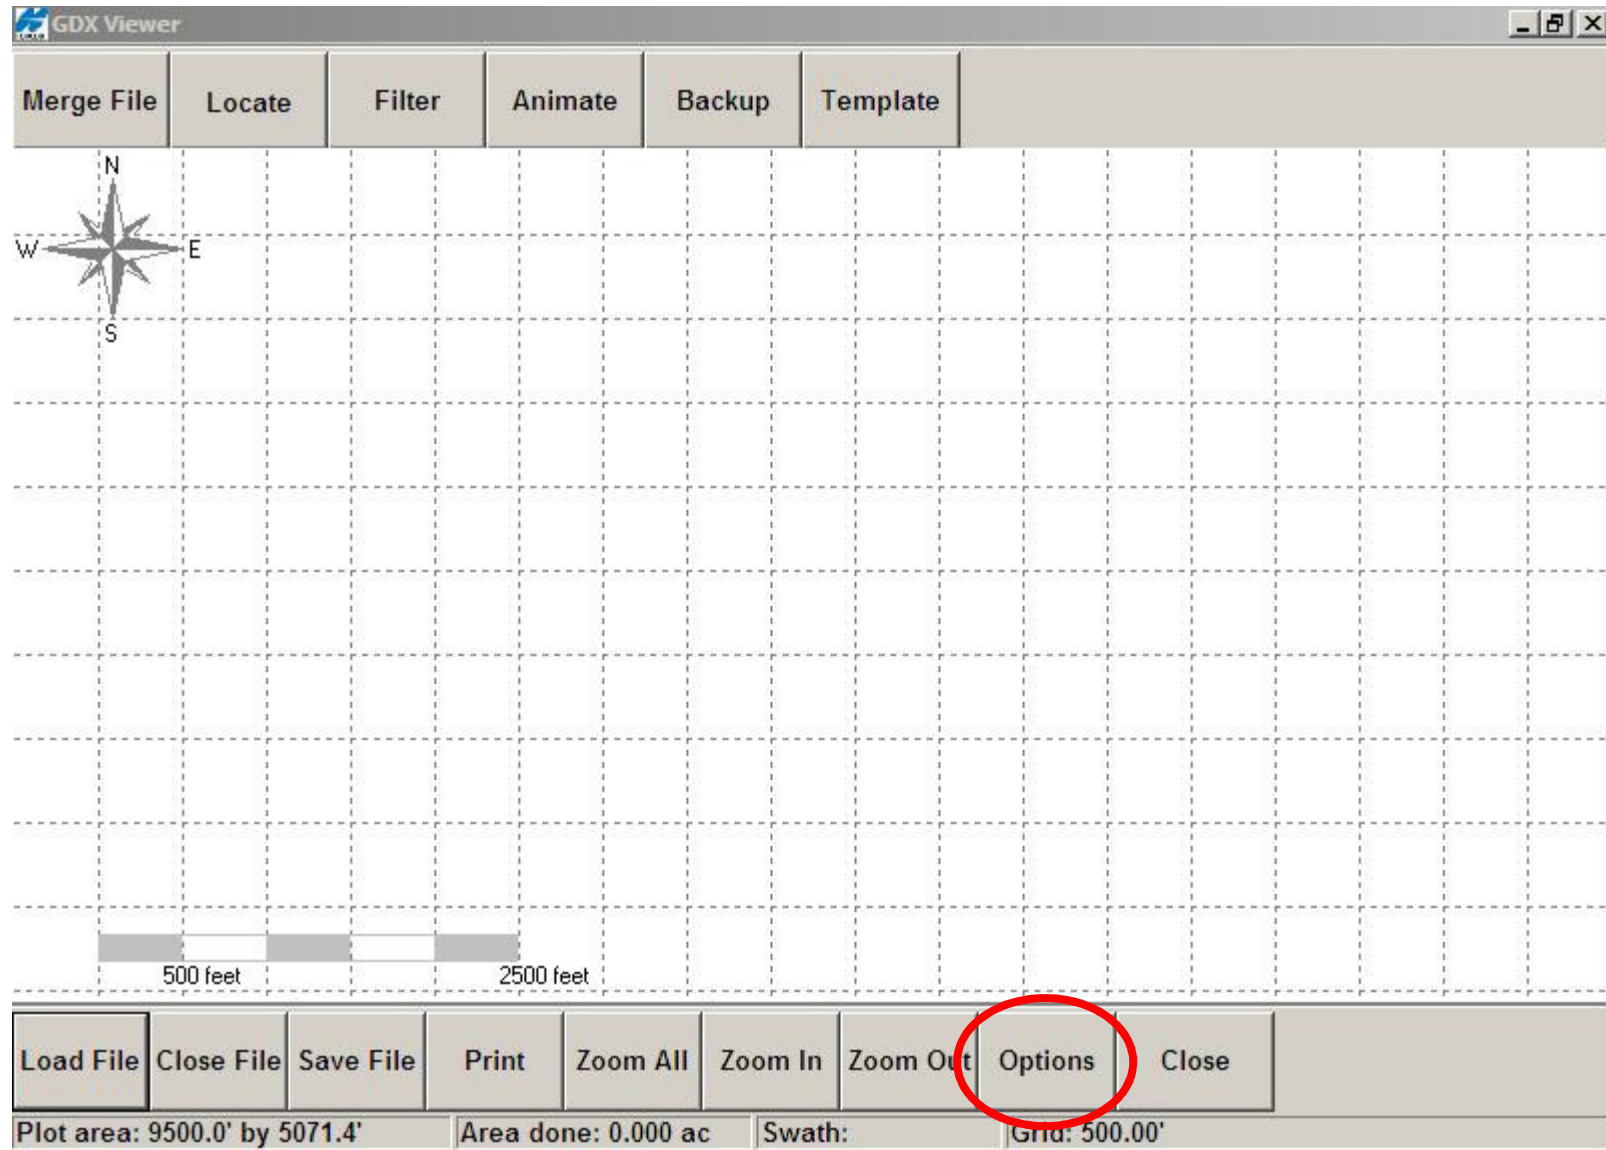 GDX Viewer
Merge File Locate Filter Animate Backup Template
N
W E
S
500 feet 2500 feet
Load File Close File Save File Print Zoom All Zoom In Zoom Out Options Close
Plot area: 9500.0' by 5071.4' Area done: 0.000 ac Swath: Grid: 500.00'